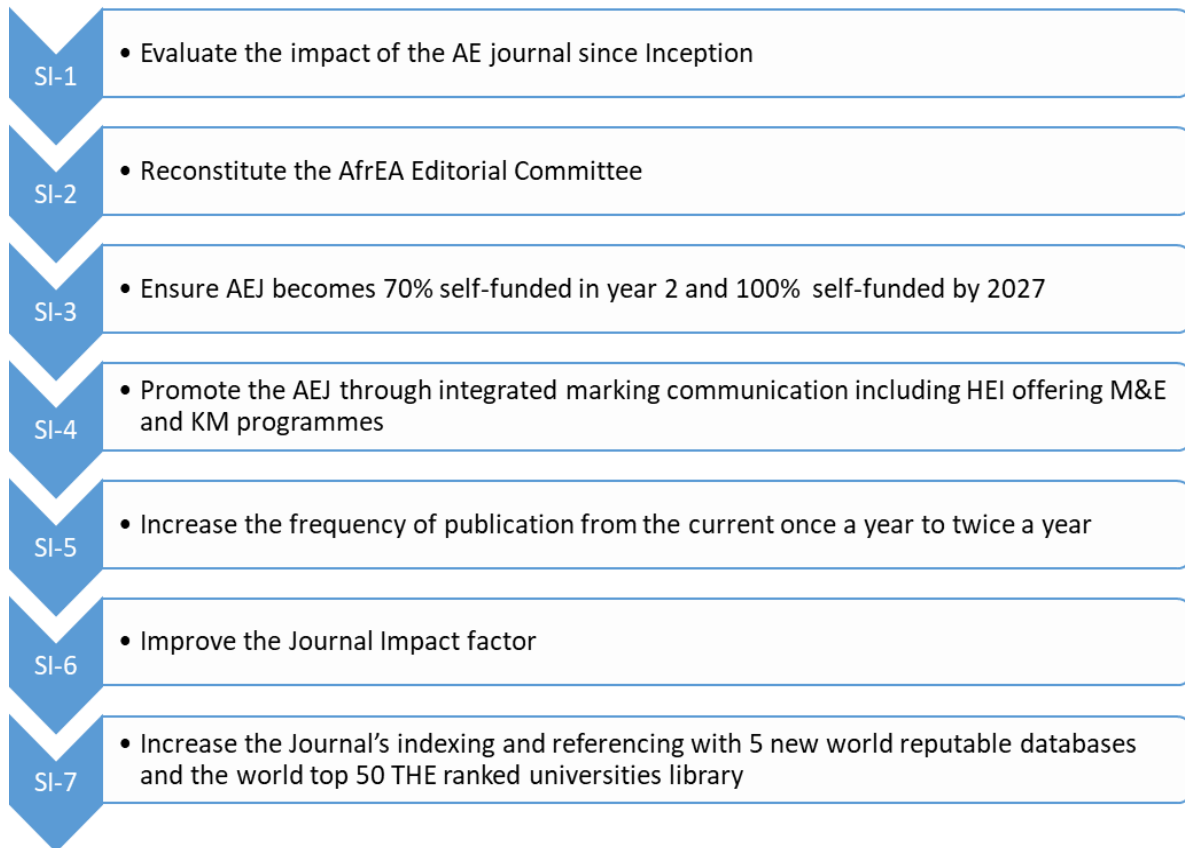 SI-1
• Evaluate the impact of the AE journal since Inception
SI-2
• Reconstitute the AfrEA Editorial Committee
SI-3
• Ensure AEJ becomes 70% self-funded in year 2 and 100% self-funded by 2027
SI-4
• Promote the AEJ through integrated marking communication including HEI offering M&E
and KM programmes
SI-5
• Increase the frequency of publication from the current once a year to twice a year
SI-6
• Improve the Journal Impact factor
SI-7
• Increase the Journal’s indexing and referencing with 5 new world reputable databases
and the world top 50 THE ranked universities library